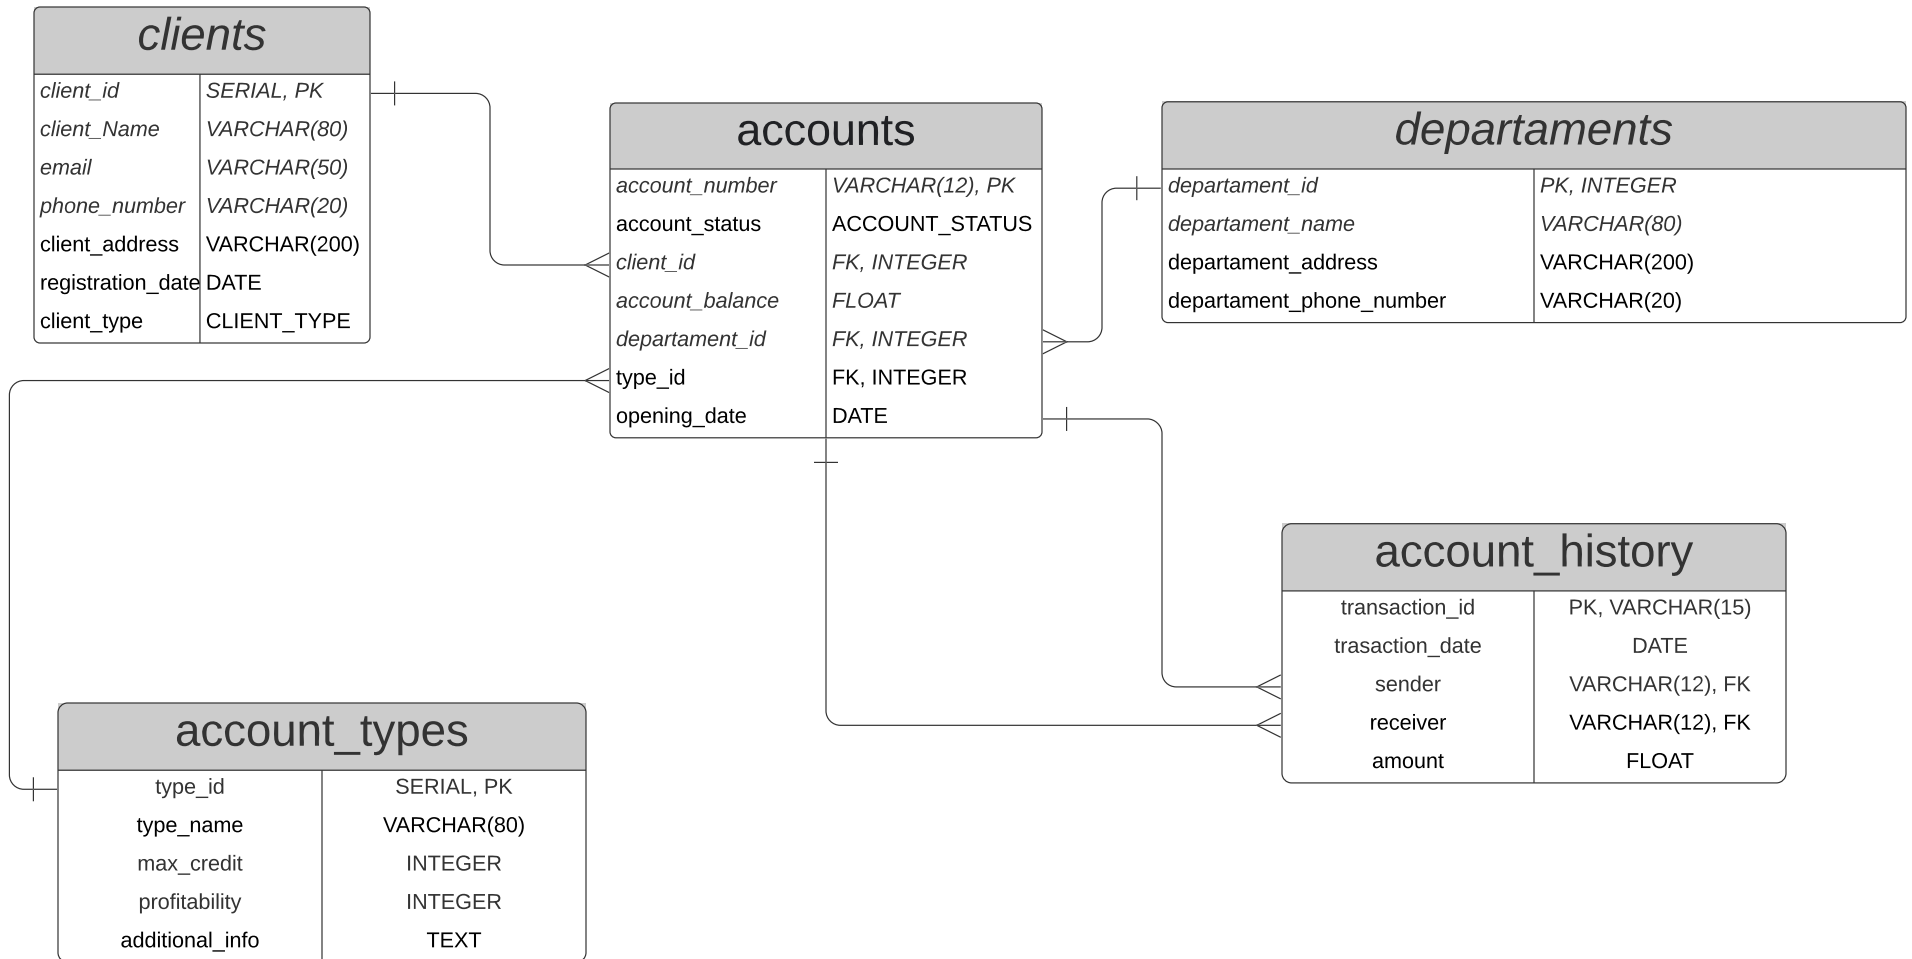 clients
client_id SERIAL, PK
client_Name VARCHAR(80)
email VARCHAR(50)
phone_number VARCHAR(20)
client_address VARCHAR(200)
registration_date DATE
client_type CLIENT_TYPE
accounts
account_number VARCHAR(12), PK
account_status ACCOUNT_STATUS
client_id FK, INTEGER
account_balance FLOAT
departament_id FK, INTEGER
type_id FK, INTEGER
opening_date DATE
departaments
departament_id PK, INTEGER
departament_name VARCHAR(80)
departament_address VARCHAR(200)
departament_phone_number VARCHAR(20)
account_history
transaction_id PK, VARCHAR(15)
trasaction_date DATE
sender VARCHAR(12), FK
receiver VARCHAR(12), FK
amount FLOAT
account_types
type_id SERIAL, PK
type_name VARCHAR(80)
max_credit INTEGER
profitability INTEGER
additional_info TEXT